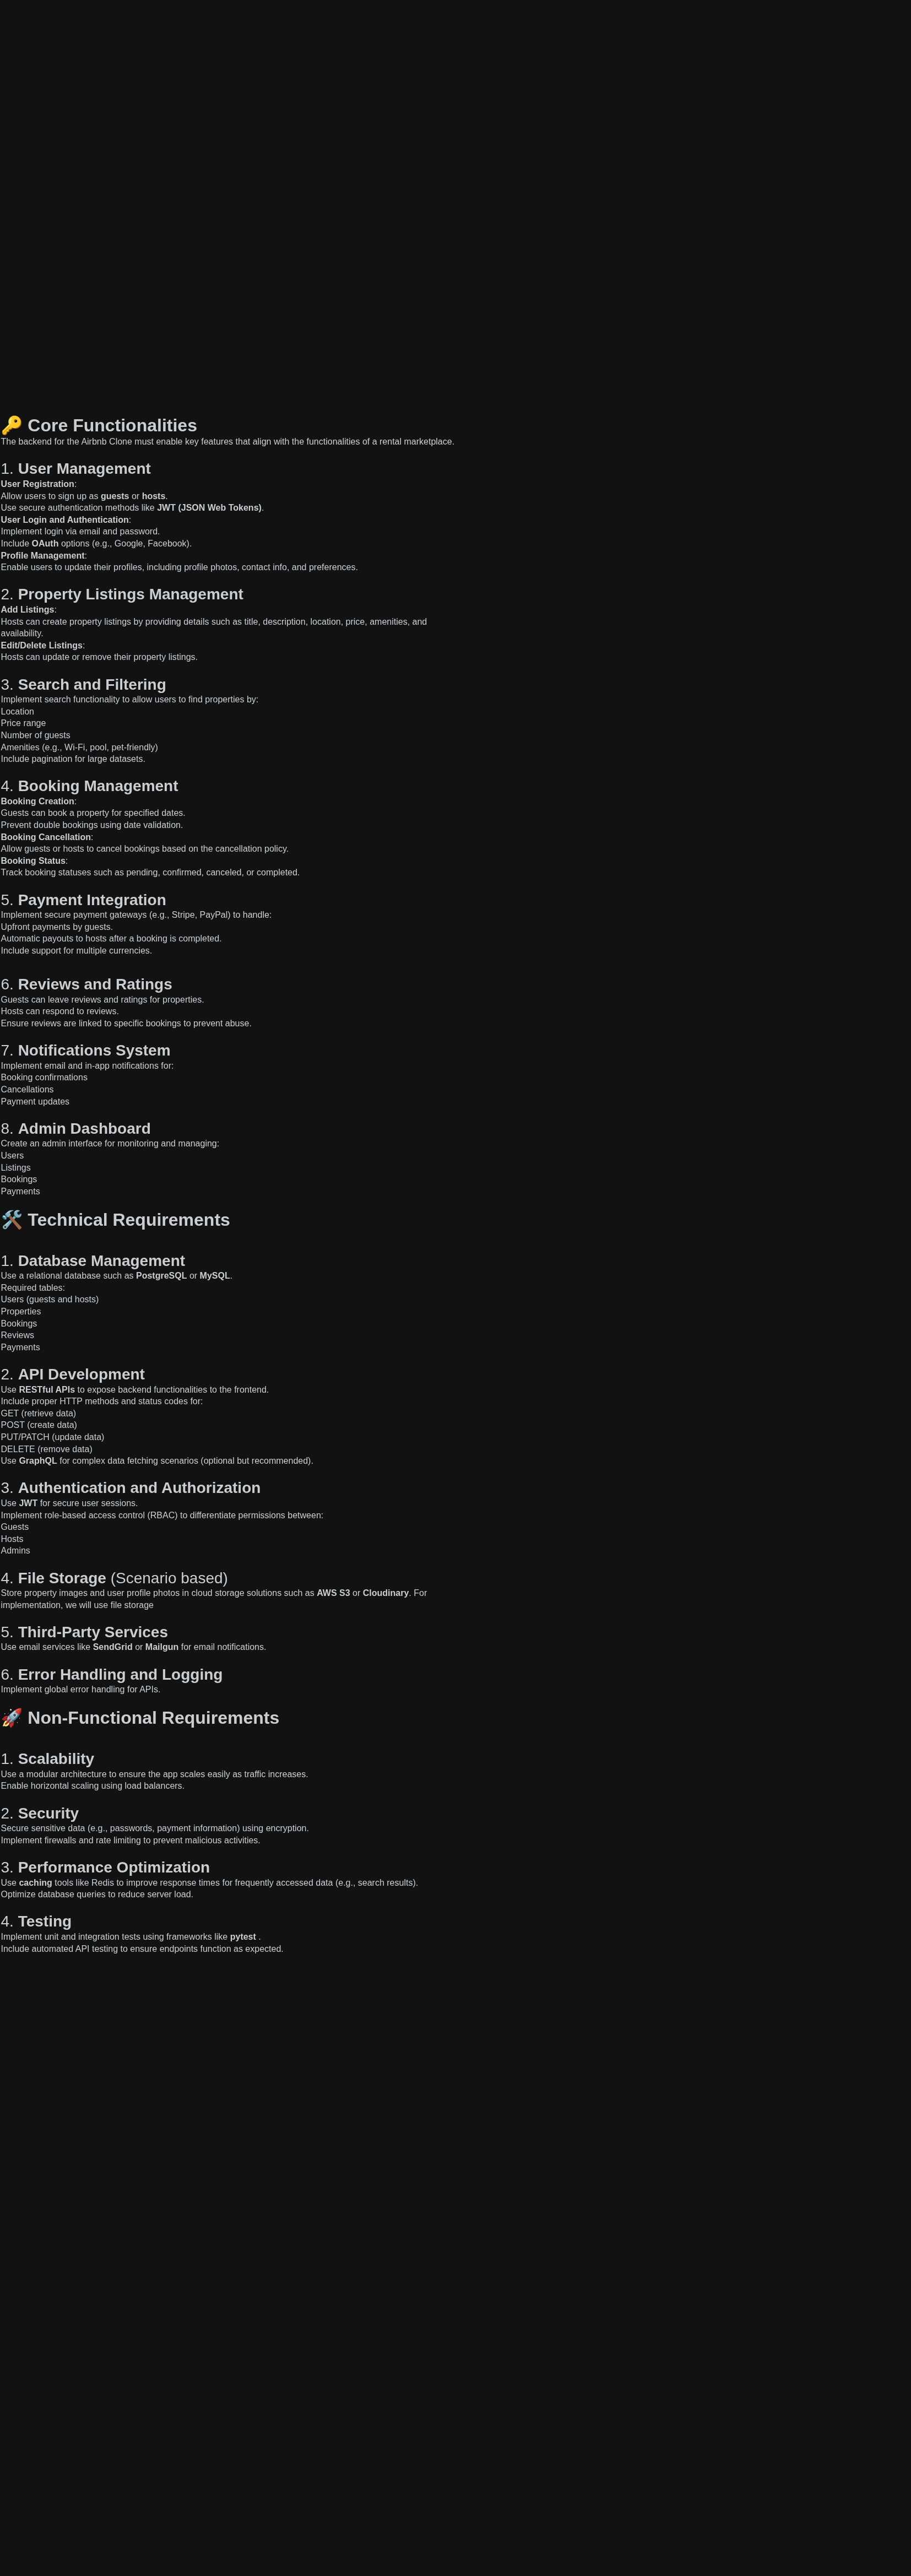 🔑 Core Functionalities
The backend for the Airbnb Clone must enable key features that align with the functionalities of a rental marketplace.
1. User Management
User Registration:
Allow users to sign up as guests or hosts.
Use secure authentication methods like JWT (JSON Web Tokens).
User Login and Authentication:
Implement login via email and password.
Include OAuth options (e.g., Google, Facebook).
Profile Management:
Enable users to update their profiles, including profile photos, contact info, and preferences.
2. Property Listings Management
Add Listings:
Hosts can create property listings by providing details such as title, description, location, price, amenities, and
availability.
Edit/Delete Listings:
Hosts can update or remove their property listings.
3. Search and Filtering
Implement search functionality to allow users to find properties by:
Location
Price range
Number of guests
Amenities (e.g., Wi-Fi, pool, pet-friendly)
Include pagination for large datasets.
4. Booking Management
Booking Creation:
Guests can book a property for specified dates.
Prevent double bookings using date validation.
Booking Cancellation:
Allow guests or hosts to cancel bookings based on the cancellation policy.
Booking Status:
Track booking statuses such as pending, confirmed, canceled, or completed.
5. Payment Integration
Implement secure payment gateways (e.g., Stripe, PayPal) to handle:
Upfront payments by guests.
Automatic payouts to hosts after a booking is completed.
Include support for multiple currencies.
6. Reviews and Ratings
Guests can leave reviews and ratings for properties.
Hosts can respond to reviews.
Ensure reviews are linked to specific bookings to prevent abuse.
7. Notifications System
Implement email and in-app notifications for:
Booking confirmations
Cancellations
Payment updates
8. Admin Dashboard
Create an admin interface for monitoring and managing:
Users
Listings
Bookings
Payments
🛠️ Technical Requirements
1. Database Management
Use a relational database such as PostgreSQL or MySQL.
Required tables:
Users (guests and hosts)
Properties
Bookings
Reviews
Payments
2. API Development
Use RESTful APIs to expose backend functionalities to the frontend.
Include proper HTTP methods and status codes for:
GET (retrieve data)
POST (create data)
PUT/PATCH (update data)
DELETE (remove data)
Use GraphQL for complex data fetching scenarios (optional but recommended).
3. Authentication and Authorization
Use JWT for secure user sessions.
Implement role-based access control (RBAC) to differentiate permissions between:
Guests
Hosts
Admins
4. File Storage (Scenario based)
Store property images and user profile photos in cloud storage solutions such as AWS S3 or Cloudinary. For
implementation, we will use file storage
5. Third-Party Services
Use email services like SendGrid or Mailgun for email notifications.
6. Error Handling and Logging
Implement global error handling for APIs.
🚀 Non-Functional Requirements
1. Scalability
Use a modular architecture to ensure the app scales easily as traffic increases.
Enable horizontal scaling using load balancers.
2. Security
Secure sensitive data (e.g., passwords, payment information) using encryption.
Implement firewalls and rate limiting to prevent malicious activities.
3. Performance Optimization
Use caching tools like Redis to improve response times for frequently accessed data (e.g., search results).
Optimize database queries to reduce server load.
4. Testing
Implement unit and integration tests using frameworks like pytest .
Include automated API testing to ensure endpoints function as expected.